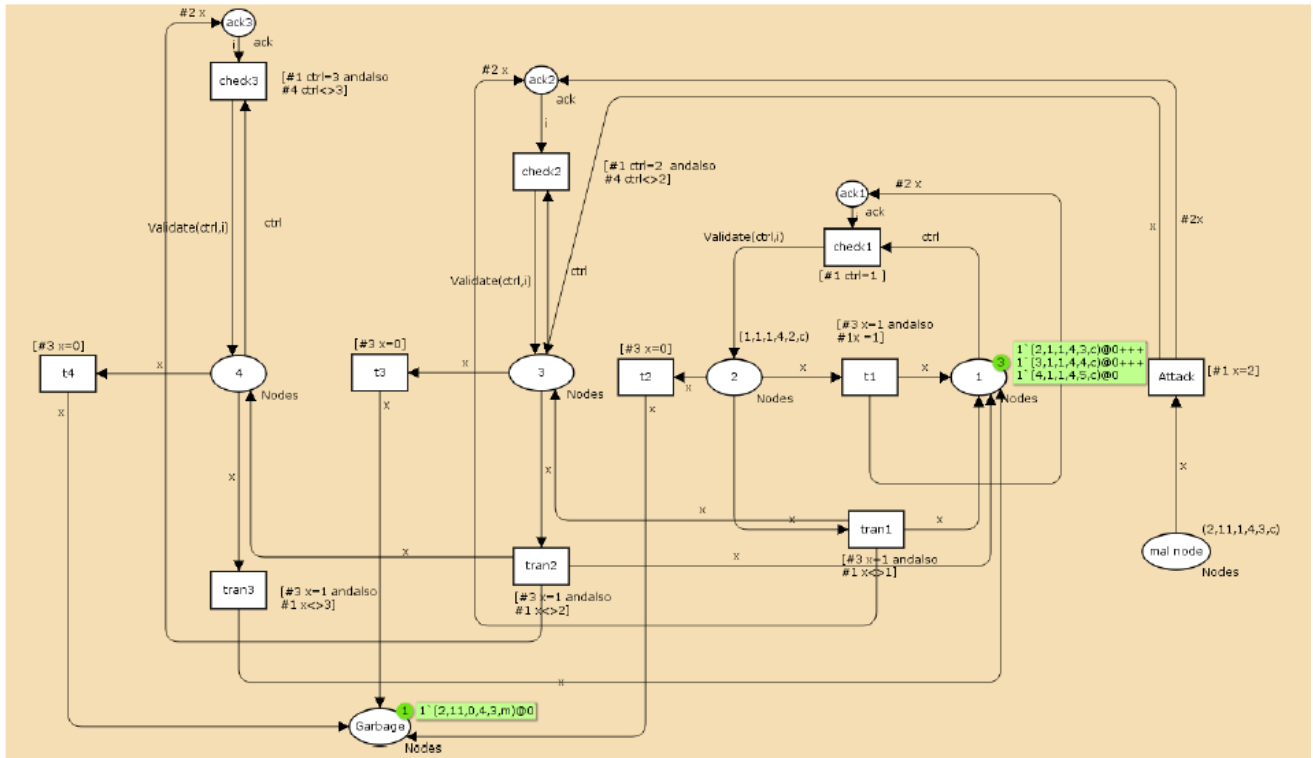 #2 x
ack3
i
ack
check3
[#1 ctrl=3 andalso
#4 ctrl<>3]
#2 x
ack2
ack
i
check2
[#1 ctrl=2 andalso
#4 ctrl<>2]
ack1
#2 x
ack
#2x
x
Validate(ctrl,i)
ctrl
Validate(ctrl,i)
ctrl
check1
[#1 ctrl=1 ]
Validate(ctrl,i)
ctrl
(1,1,1,4,2,c)
[#3 x=1 andalso
#1x =1]
[#3 x=0]
t4
x
4
Nodes
[#3 x=0]
t3
x
3
Nodes
[#3 x=0]
t2
x
2
Nodes
x
t1
x
1
Nodes
3
1`(2,1,1,4,3,c)@0+++
1`(3,1,1,4,4,c)@0+++
1`(4,1,1,4,5,c)@0
Attack
[#1 x=2]
x
x
x
x
x
x
x
x
x
x
tran1
x
[#3 x=1 andalso
#1 x<>1]
(2,11,1,4,3,c)
mal node
Nodes
x
tran2
x
[#3 x=1 andalso
#1 x<>2]
tran3
[#3 x=1 andalso
#1 x<>3]
x
Garbage
1
1`(2,11,0,4,3,m)@0
Nodes